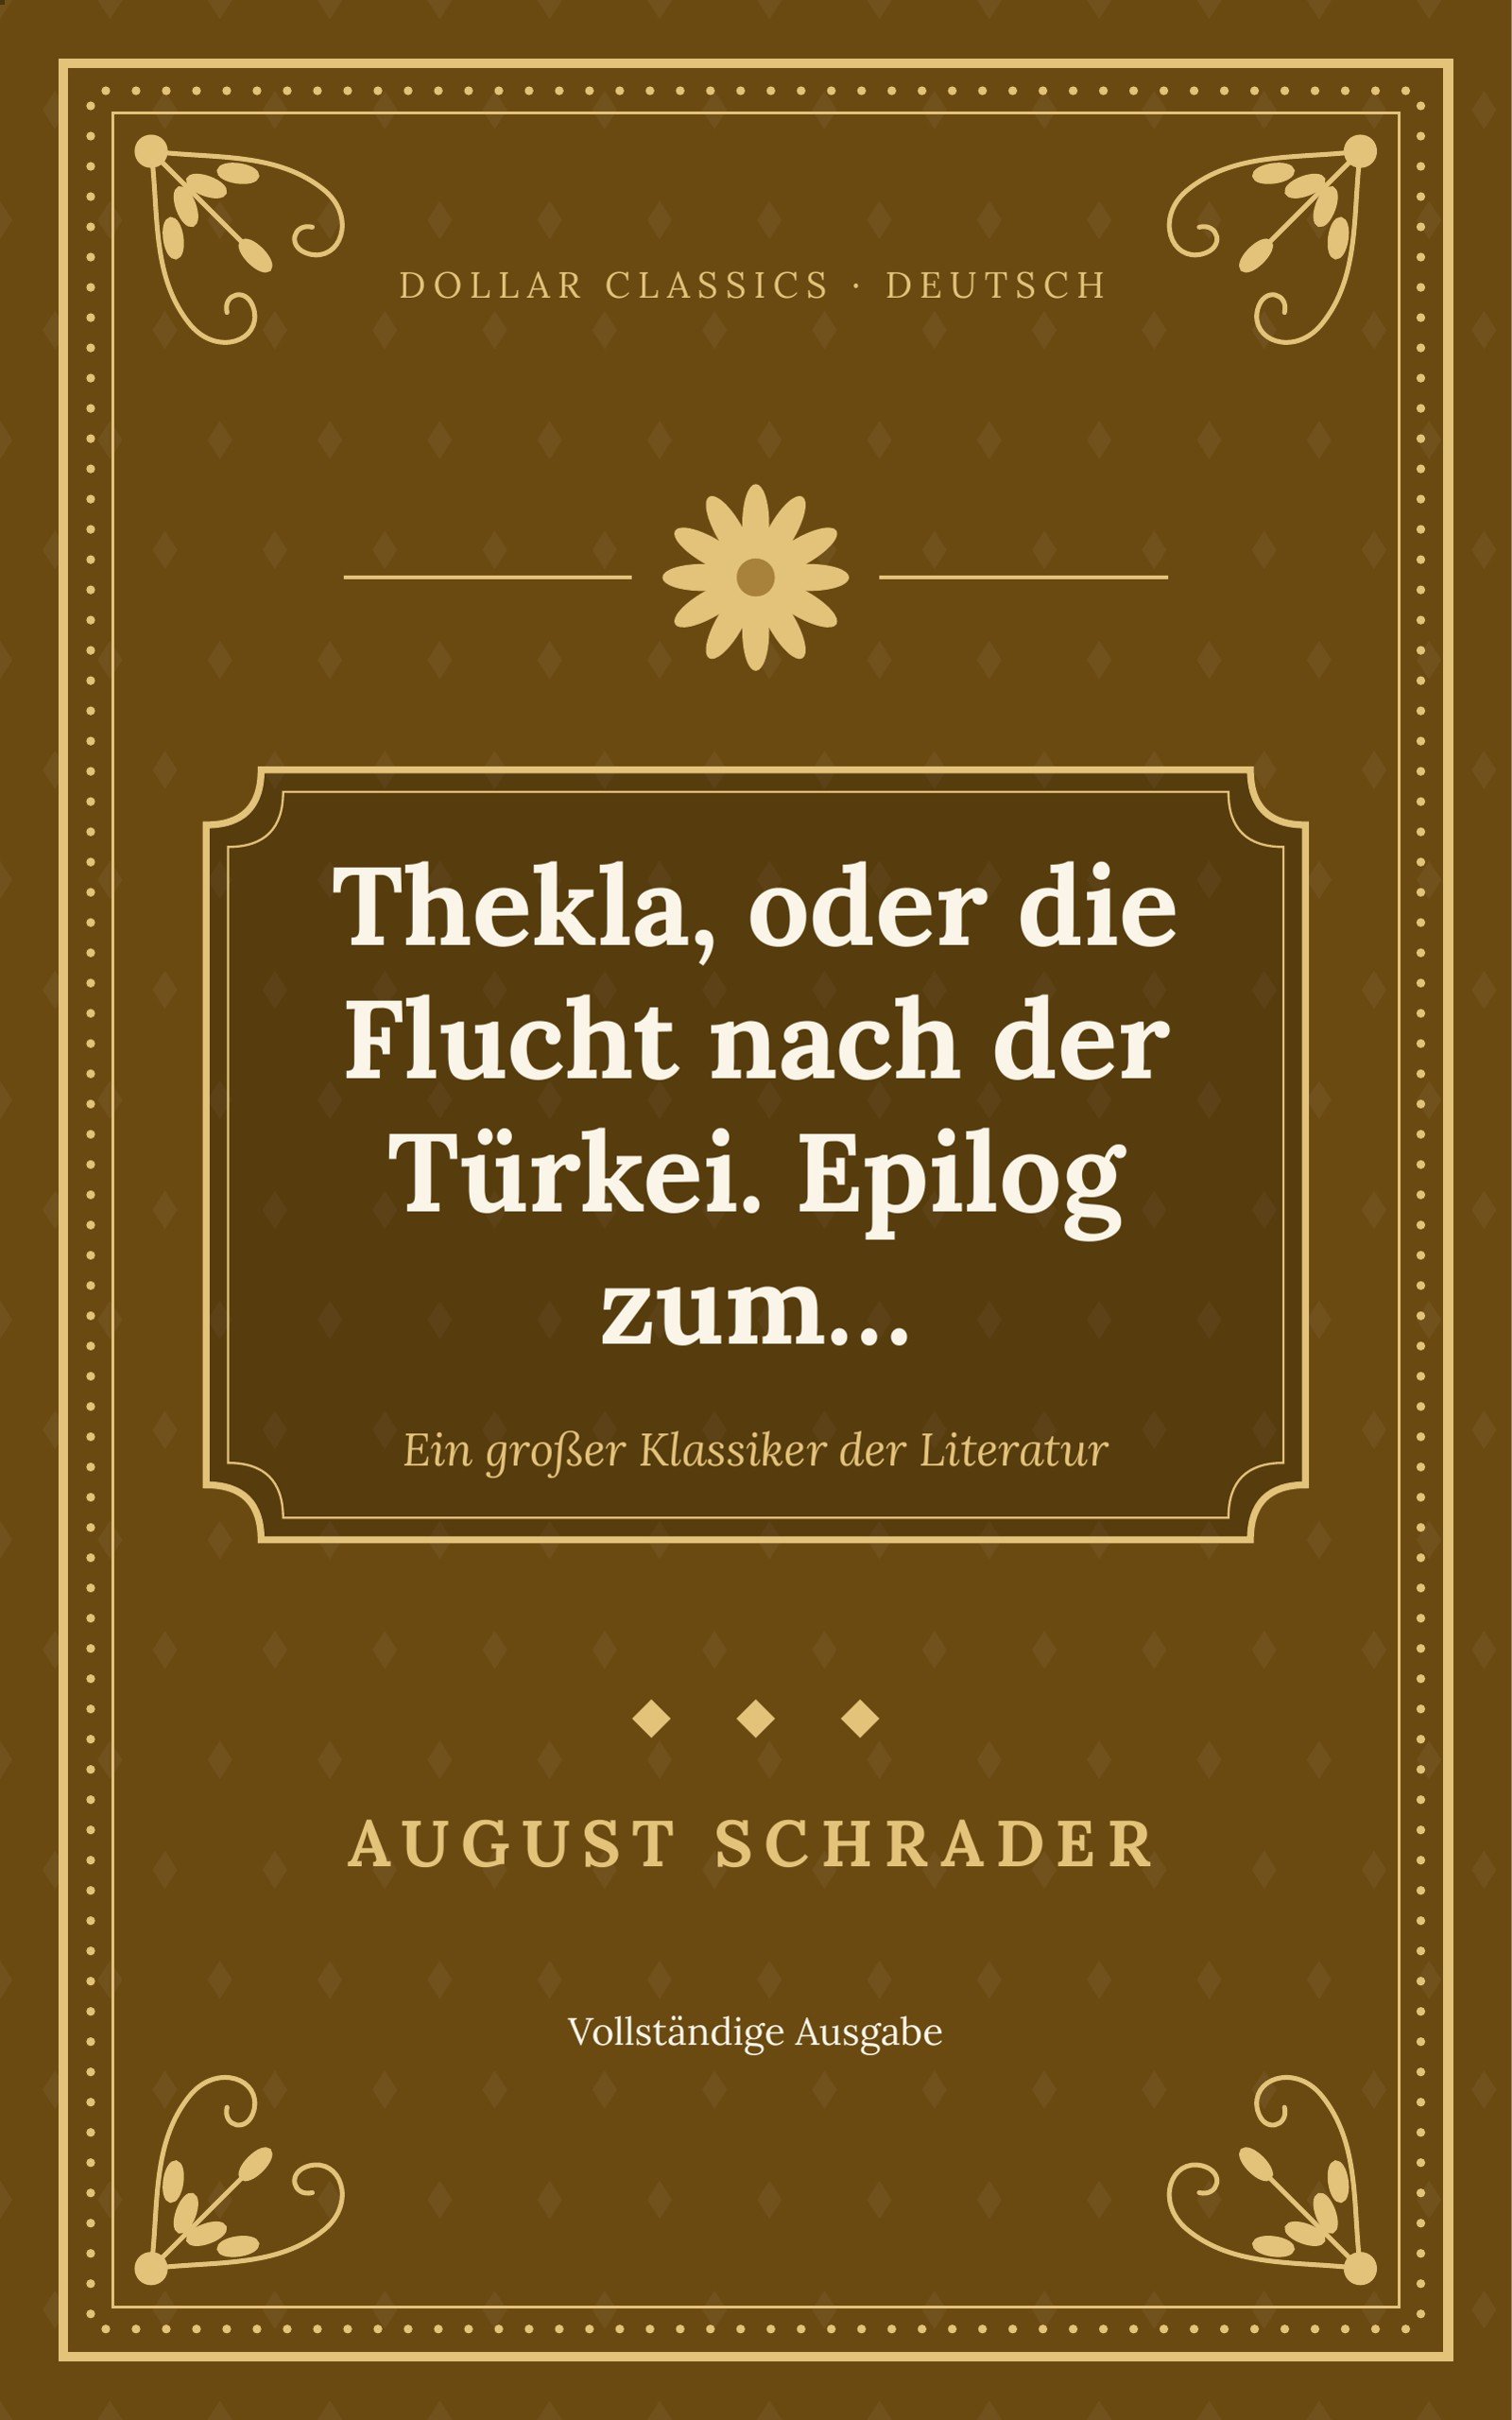 DOLLAR CLASSICS · DEUTSCH
Thekla, oder die
Flucht nach der
Türkei. Epilog
zum...
Ein großer Klassiker der Literatur
AUGUST SCHRADER
Vollständige Ausgabe